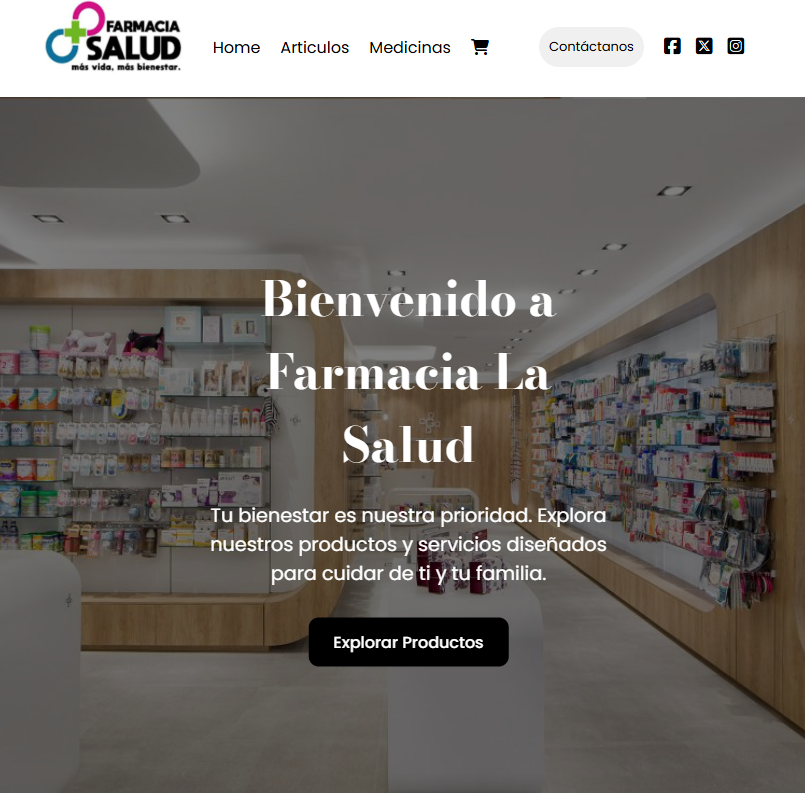 FARMACIA
SALUD
más vida, más bienestar.
Home
Articulos
Medicinas
Contáctanos
Bienvenido a
Farmacia La
Salud
Tu bienestar es nuestra prioridad. Explora
nuestros productos y servicios diseñados
para cuidar de ti y tu familia.
Explorar Productos